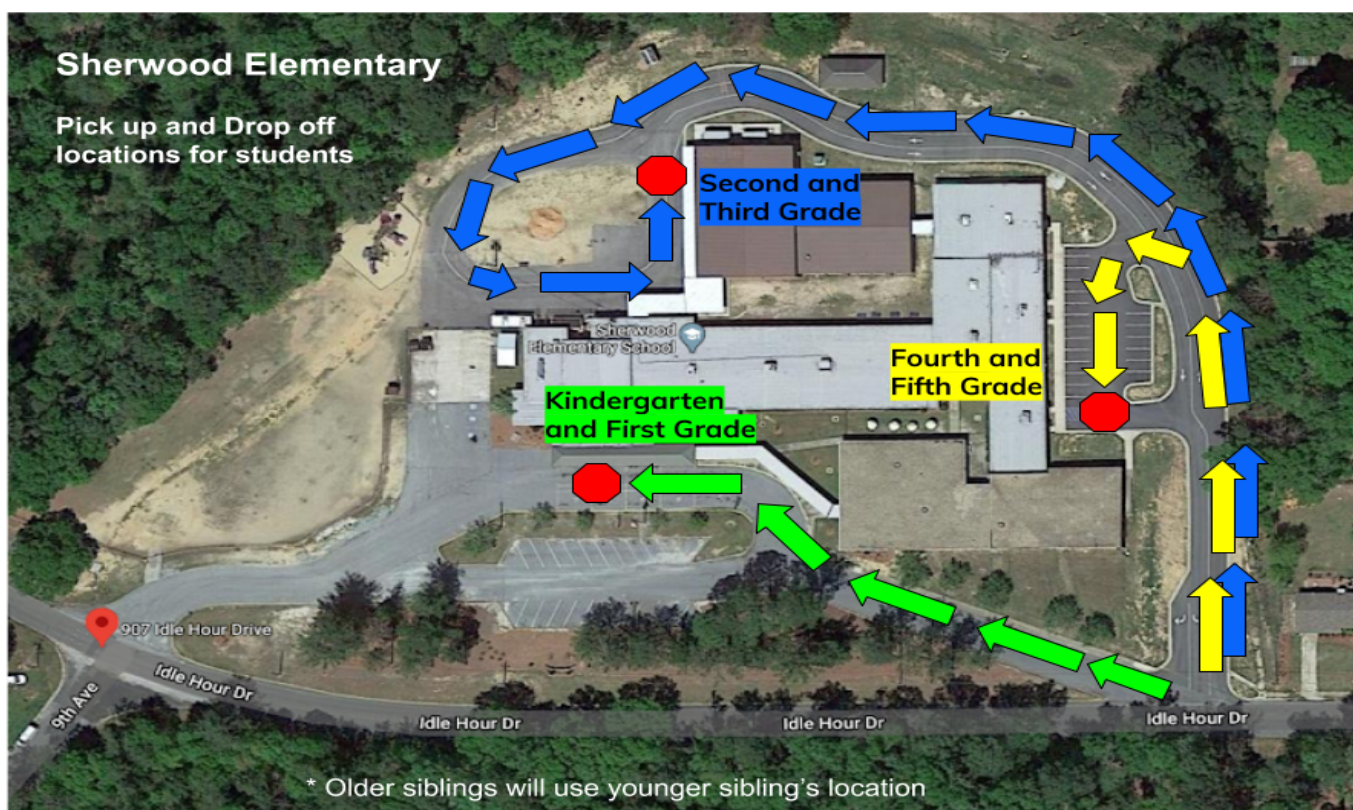 Sherwood Elementary
Pick up and Drop off
locations for students
Second and
Third Grade
Sherwood
Elementary School
Fourth and
Fifth Grade
Kindergarten
and First Grade
907 Idle Hour Drive
9th Ave
Idle Hour Dr
Idle Hour Dr
Idle Hour Dr
Idle Hour Dr
* Older siblings will use younger sibling's location